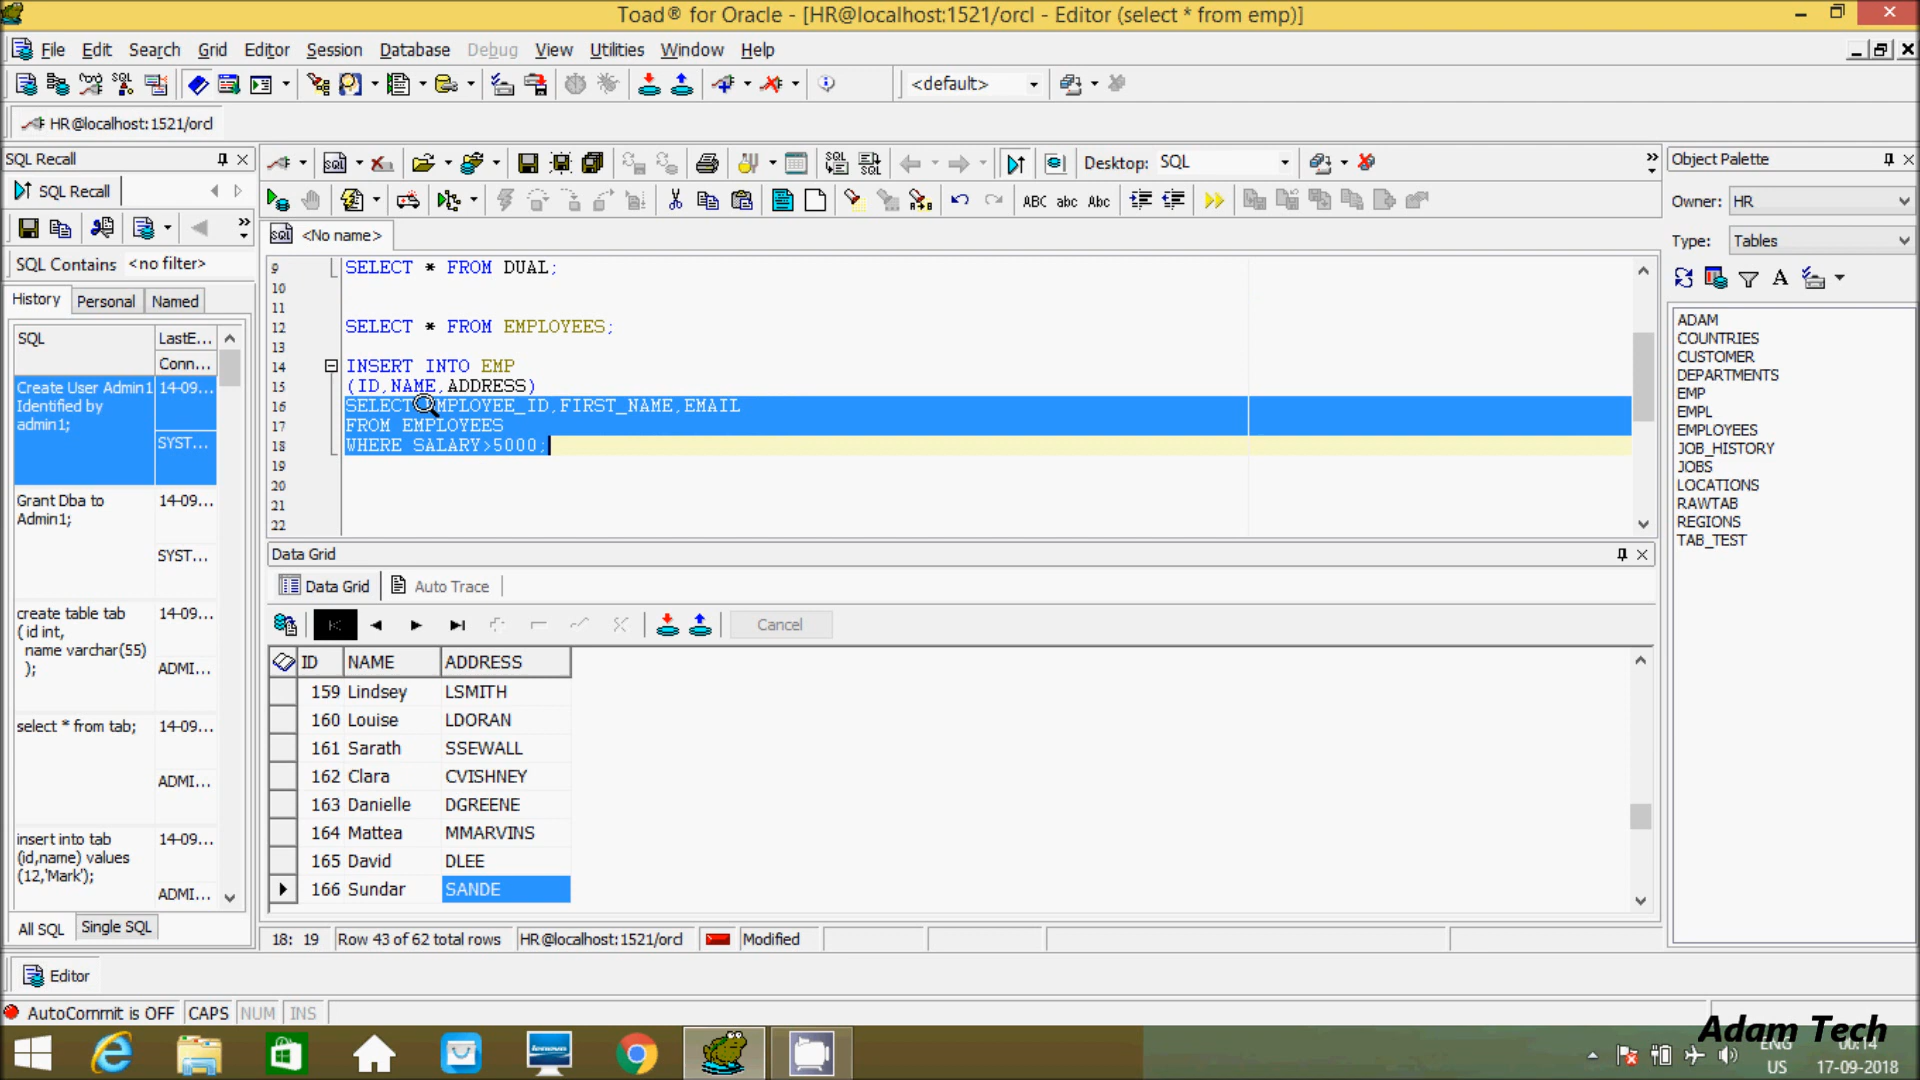 Toad® for Oracle - [HR@localhost:1521/orcl - Editor (select * from emp)]
File Edit Search Grid Editor Session Database Debug View Utilities Window Help
<default>
HR@localhost:1521/orcl
SQL Recall
Desktop: SQL
Object Palette
SQL Recall
Owner: HR
ABC abc Abc
<No name>
Type: Tables
SQL Contains <no filter>
History Personal Named
SQL
LastE...
Conn...
Create User Admin1 Identified by admin1;
14-09...
SYST...
Grant Dba to Admin1;
14-09...
SYST...
create table tab
( id int,
name varchar(55)
);
14-09...
ADMI...
select * from tab;
14-09...
ADMI...
insert into tab (id,name) values (12,'Mark');
14-09...
ADMI...
All SQL Single SQL
9 SELECT * FROM DUAL;
10
11
12 SELECT * FROM EMPLOYEES;
13
14 INSERT INTO EMP
15 (ID,NAME,ADDRESS)
16 SELECT EMPLOYEE_ID,FIRST_NAME,EMAIL
17 FROM EMPLOYEES
18 WHERE SALARY>5000;
19
20
21
22
Data Grid
Data Grid Auto Trace
Cancel
ID NAME ADDRESS
159 Lindsey LSMITH
160 Louise LDORAN
161 Sarath SSEWALL
162 Clara CVISHNEY
163 Danielle DGREENE
164 Mattea MMARVINS
165 David DLEE
166 Sundar SANDE
ADAM
COUNTRIES
CUSTOMER
DEPARTMENTS
EMP
EMPL
EMPLOYEES
JOB_HISTORY
JOBS
LOCATIONS
RAWTAB
REGIONS
TAB_TEST
18: 19 Row 43 of 62 total rows HR@localhost:1521/orcl Modified
Editor
AutoCommit is OFF CAPS NUM INS
Adam Tech
ENG
US
00:14
17-09-2018